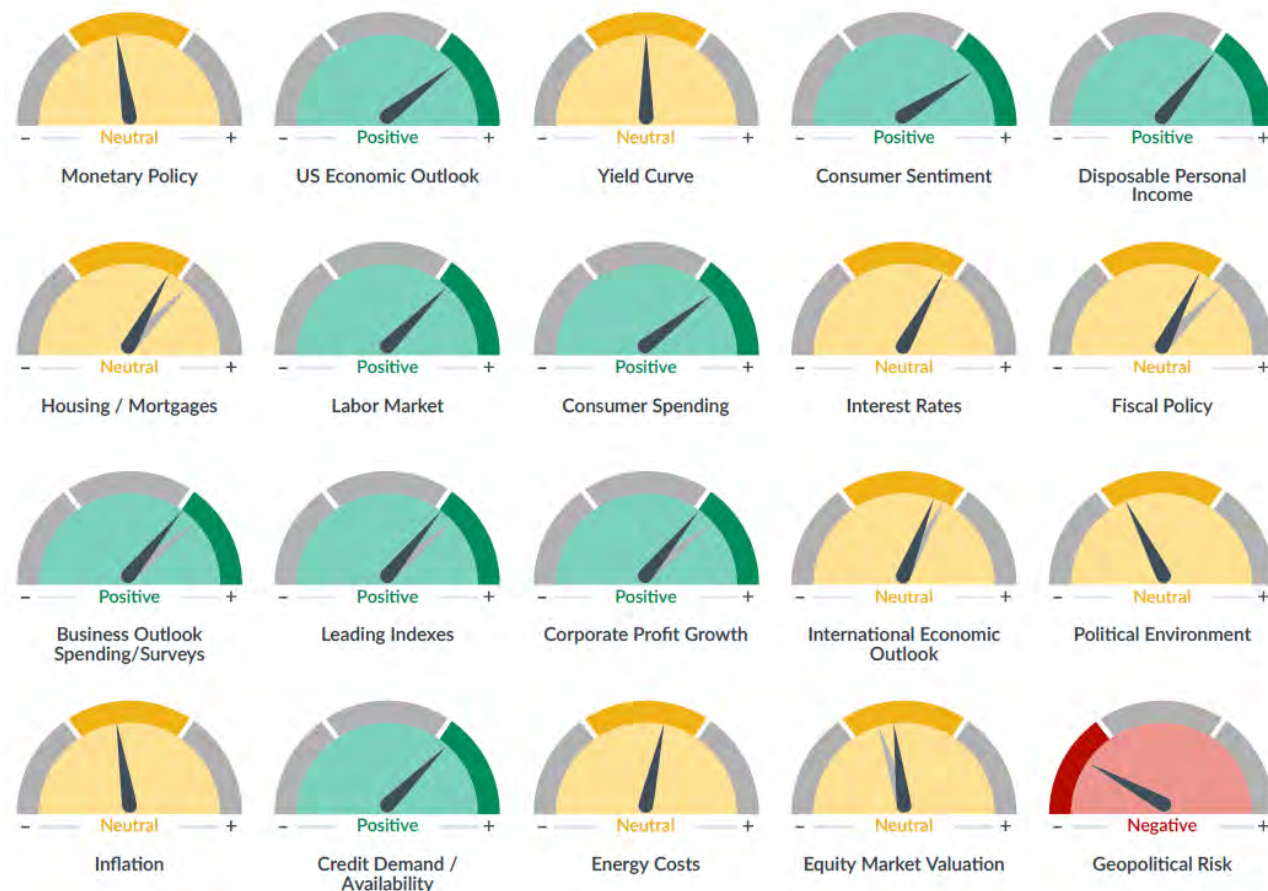 - Neutral +
Monetary Policy
- Positive +
US Economic Outlook
- Neutral +
Yield Curve
- Positive +
Consumer Sentiment
- Positive +
Disposable Personal
Income
- Neutral +
Housing / Mortgages
- Positive +
Labor Market
- Positive +
Consumer Spending
- Neutral +
Interest Rates
- Neutral +
Fiscal Policy
- Positive +
Business Outlook
Spending/Surveys
- Positive +
Leading Indexes
- Positive +
Corporate Profit Growth
- Neutral +
International Economic
Outlook
- Neutral +
Political Environment
- Neutral +
Inflation
- Positive +
Credit Demand /
Availability
- Neutral +
Energy Costs
- Neutral +
Equity Market Valuation
- Negative +
Geopolitical Risk